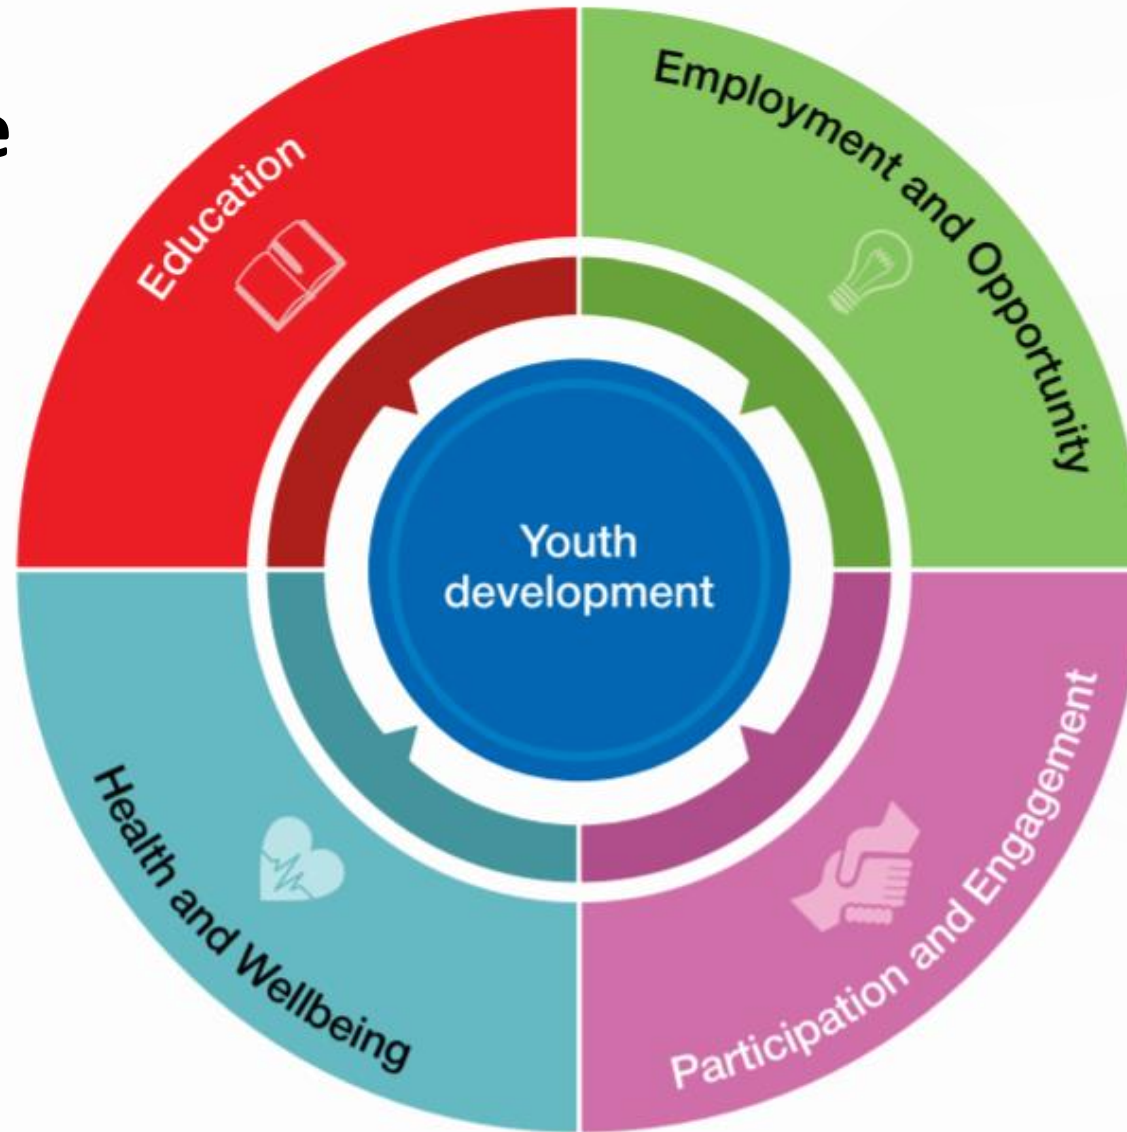 e
Education
Employment and Opportunity
Youth
development
Health and Wellbeing
Participation and Engagement